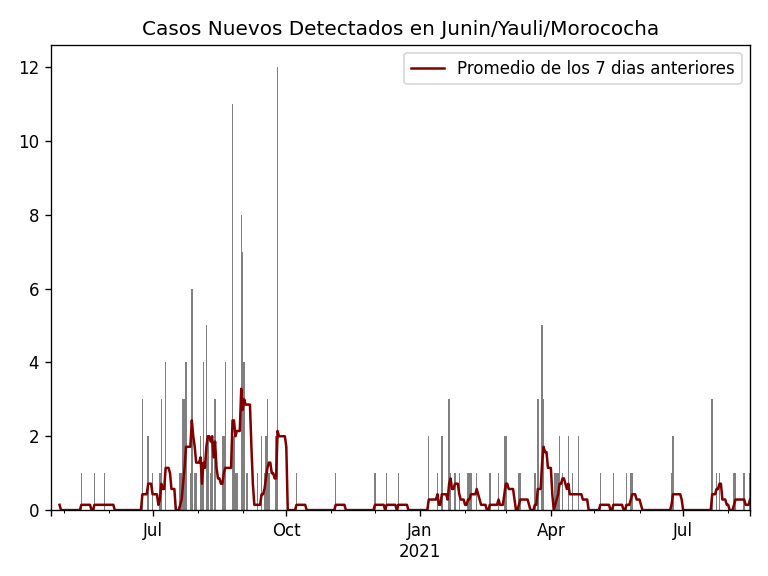 Casos Nuevos Detectados en Junin/Yauli/Morococha
Promedio de los 7 dias anteriores
12
10
8
6
4
2
0
Jul Oct Jan Apr Jul
2021